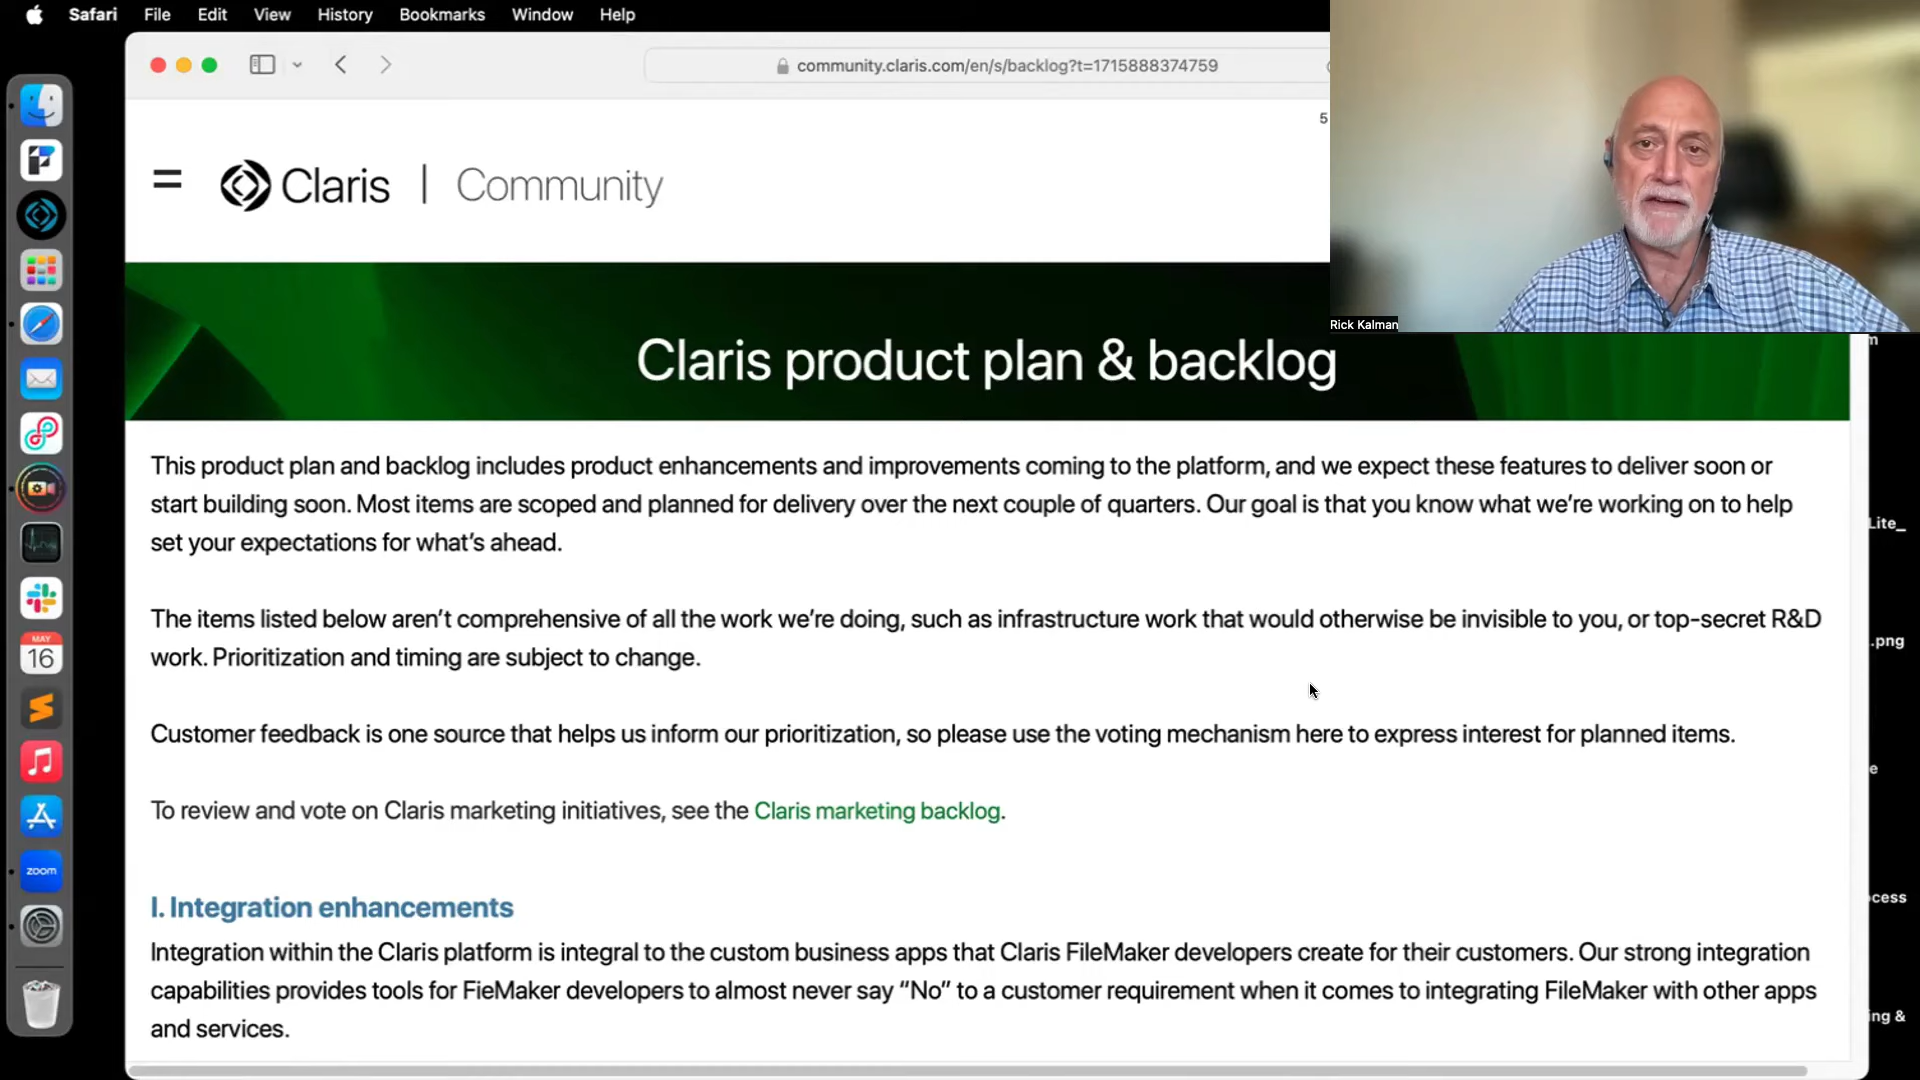 Safari File Edit View History Bookmarks Window Help
community.claris.com/en/s/backlog?t=1715888374759
5
Claris | Community
Rick Kalman
Claris product plan & backlog
This product plan and backlog includes product enhancements and improvements coming to the platform, and we expect these features to deliver soon or
start building soon. Most items are scoped and planned for delivery over the next couple of quarters. Our goal is that you know what we’re working on to help
set your expectations for what’s ahead.
The items listed below aren’t comprehensive of all the work we’re doing, such as infrastructure work that would otherwise be invisible to you, or top-secret R&D
work. Prioritization and timing are subject to change.
Customer feedback is one source that helps us inform our prioritization, so please use the voting mechanism here to express interest for planned items.
To review and vote on Claris marketing initiatives, see the Claris marketing backlog.
I. Integration enhancements
Integration within the Claris platform is integral to the custom business apps that Claris FileMaker developers create for their customers. Our strong integration
capabilities provides tools for FieMaker developers to almost never say “No” to a customer requirement when it comes to integrating FileMaker with other apps
and services.
MAY
16
zoom
Lite_
.png
e
cess
ing &